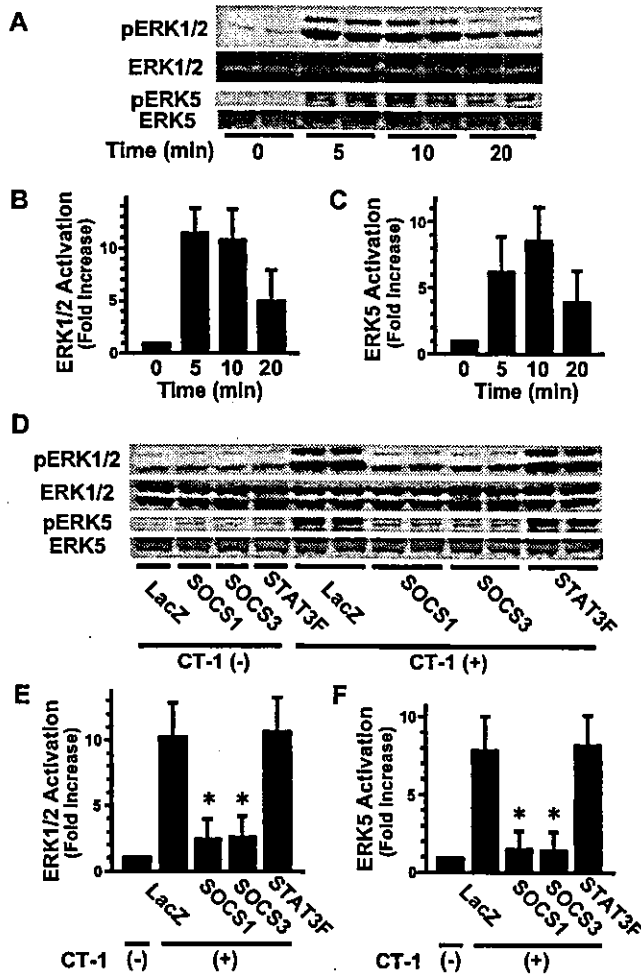 A
pERK1/2
ERK1/2
pERK5
ERK5
Time (min) 0 5 10 20
B
ERK1/2 Activation
(Fold Increase)
10
5
0
0 5 10 20
Time (min)
C
ERK5 Activation
(Fold Increase)
10
5
0
0 5 10 20
Time (min)
D
pERK1/2
ERK1/2
pERK5
ERK5
LacZ SOCS1 SOCS3 STAT3F LacZ SOCS1 SOCS3 STAT3F
CT-1 (-) CT-1 (+)
E
ERK1/2 Activation
(Fold Increase)
10
5
0
* *
LacZ SOCS1 SOCS3 STAT3F
CT-1 (-) (+)
F
ERK5 Activation
(Fold Increase)
10
5
0
* *
LacZ SOCS1 SOCS3 STAT3F
(-) (+)